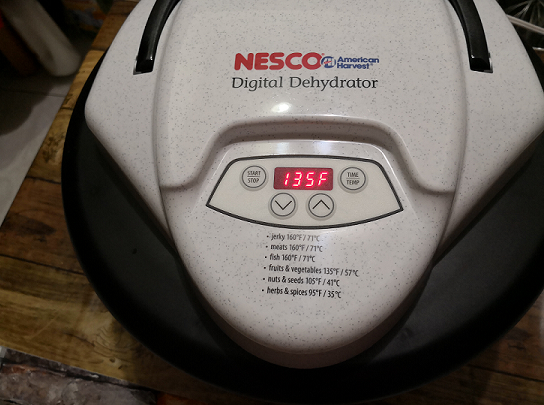 NESCO American Harvest®
Digital Dehydrator
START STOP 135F TIME TEMP
• jerky 160°F / 71°C
• meats 160°F / 71°C
• fish 160°F / 71°C
• fruits & vegetables 135°F / 57°C
• nuts & seeds 105°F / 41°C
• herbs & spices 95°F / 35°C